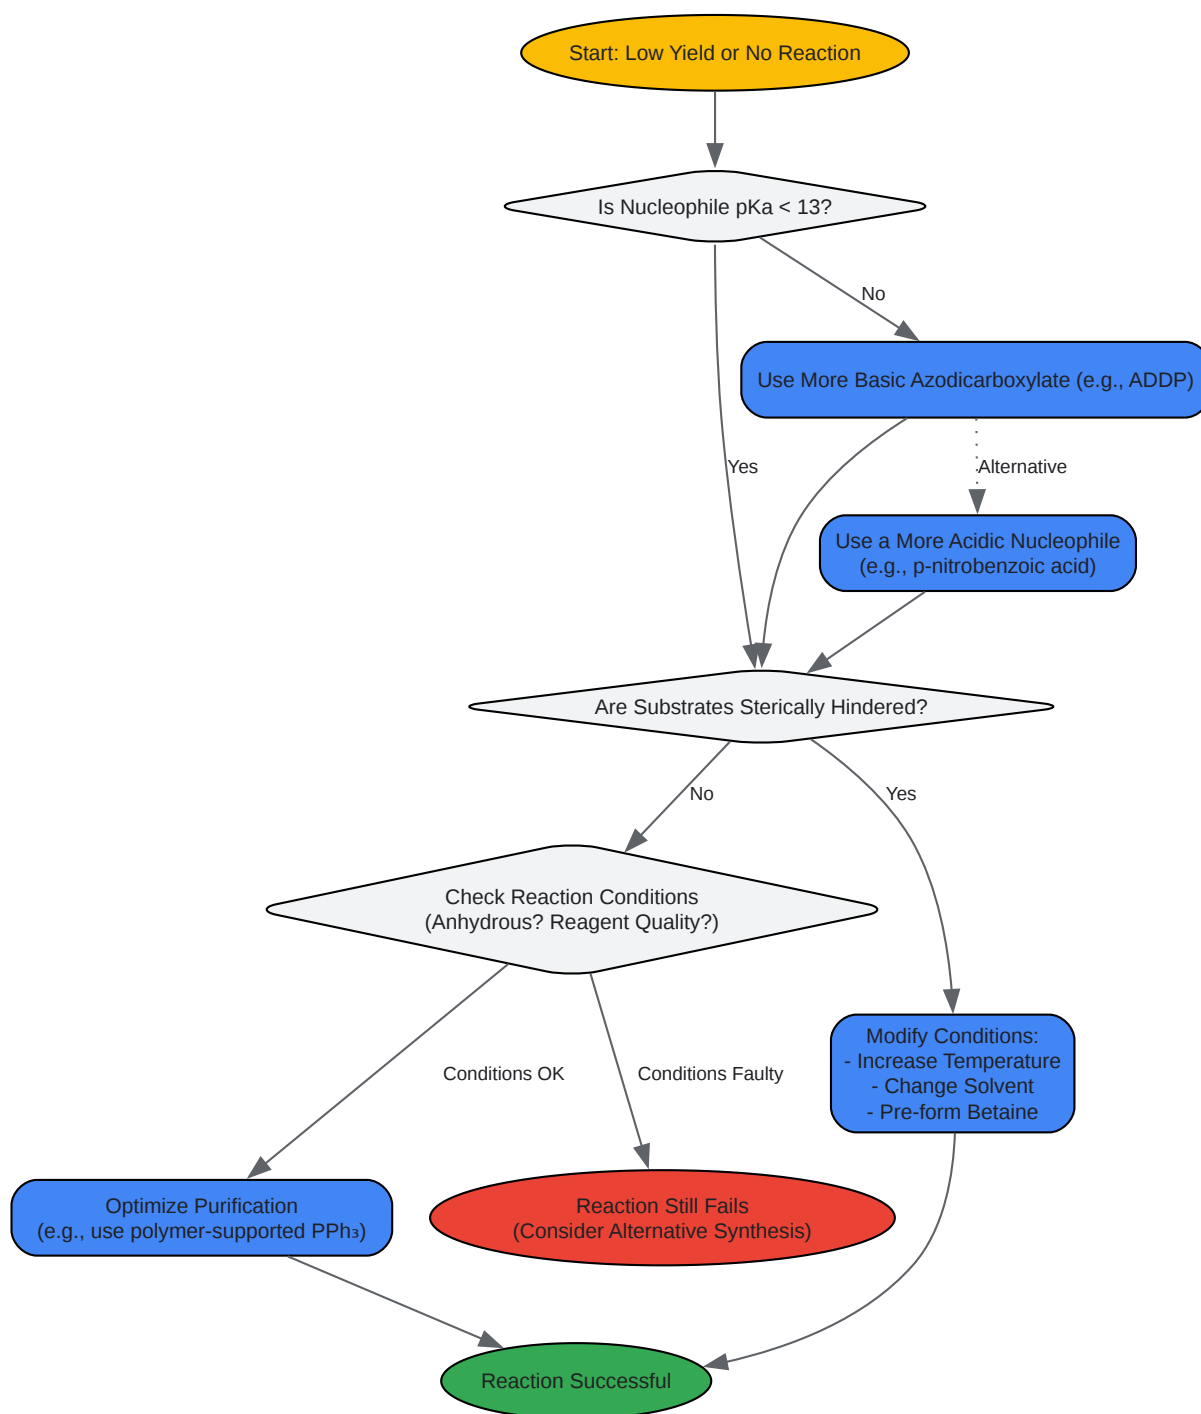 Start: Low Yield or No Reaction
Is Nucleophile pKa < 13?
No
Use More Basic Azodicarboxylate (e.g., ADDP)
Yes
Alternative
Use a More Acidic Nucleophile
(e.g., p-nitrobenzoic acid)
Are Substrates Sterically Hindered?
No
Yes
Check Reaction Conditions
(Anhydrous? Reagent Quality?)
Modify Conditions:
- Increase Temperature
- Change Solvent
- Pre-form Betaine
Conditions OK
Conditions Faulty
Optimize Purification
(e.g., use polymer-supported PPh₃)
Reaction Still Fails
(Consider Alternative Synthesis)
Reaction Successful